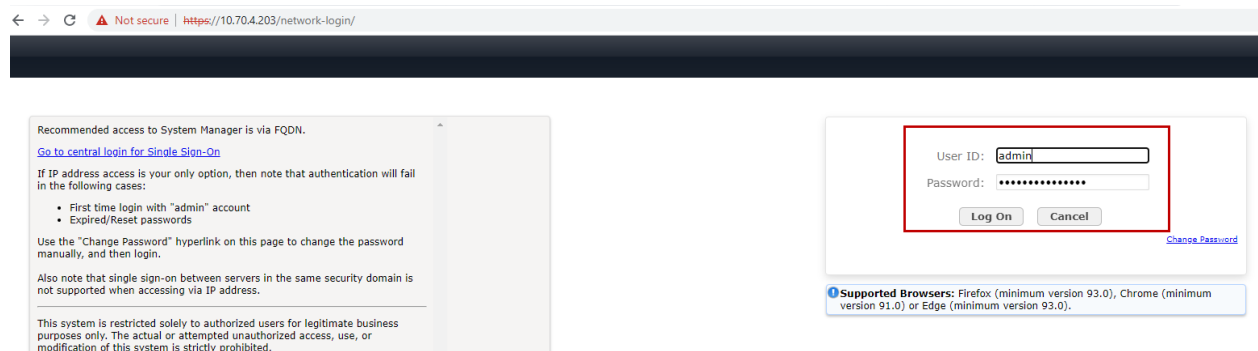 Not secure | https://10.70.4.203/network-login/
Recommended access to System Manager is via FQDN.
Go to central login for Single Sign-On
If IP address access is your only option, then note that authentication will fail
in the following cases:
• First time login with "admin" account
• Expired/Reset passwords
Use the "Change Password" hyperlink on this page to change the password
manually, and then login.
Also note that single sign-on between servers in the same security domain is
not supported when accessing via IP address.
This system is restricted solely to authorized users for legitimate business
purposes only. The actual or attempted unauthorized access, use, or
modification of this system is strictly prohibited.
User ID: admin
Password: •••••••••••••••
Log On Cancel
Change Password
Supported Browsers: Firefox (minimum version 93.0), Chrome (minimum
version 91.0) or Edge (minimum version 93.0).